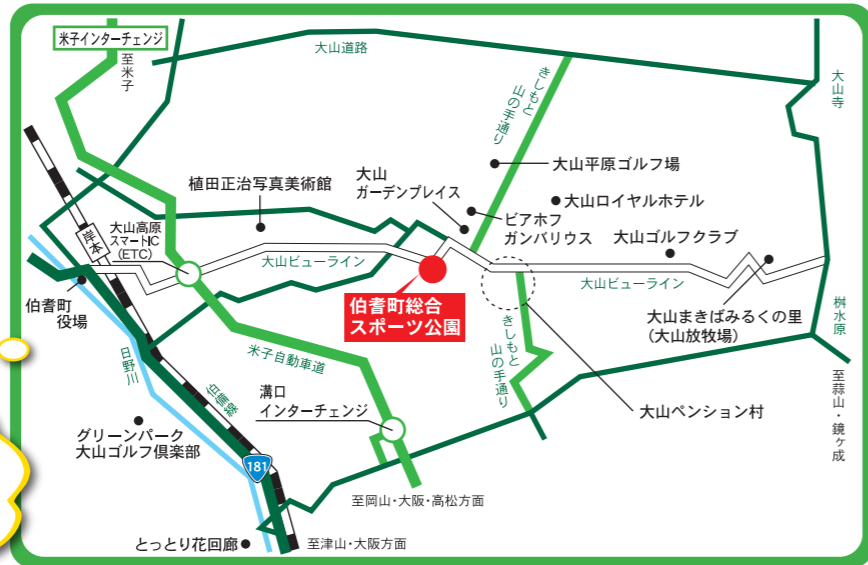 米子インターチェンジ
至米子
大山道路
きしもと
山の手通り
大山寺
植田正治写真美術館
大山
ガーデンプレイス
大山平原ゴルフ場
大山ロイヤルホテル
ビアホフ
ガンバリウス
大山ゴルフクラブ
岸本
大山高原
スマートIC
(ETC)
大山ビューライン
大山ビューライン
伯耆町
役場
伯耆町総合
スポーツ公園
大山まきばみるくの里
(大山放牧場)
桝水原
日野川
米子自動車道
きしもと
山の手通り
至蒜山・鏡ヶ成
伯備線
溝口
インターチェンジ
大山ペンション村
グリーンパーク
大山ゴルフ倶楽部
181
至岡山・大阪・高松方面
とっとり花回廊
至津山・大阪方面